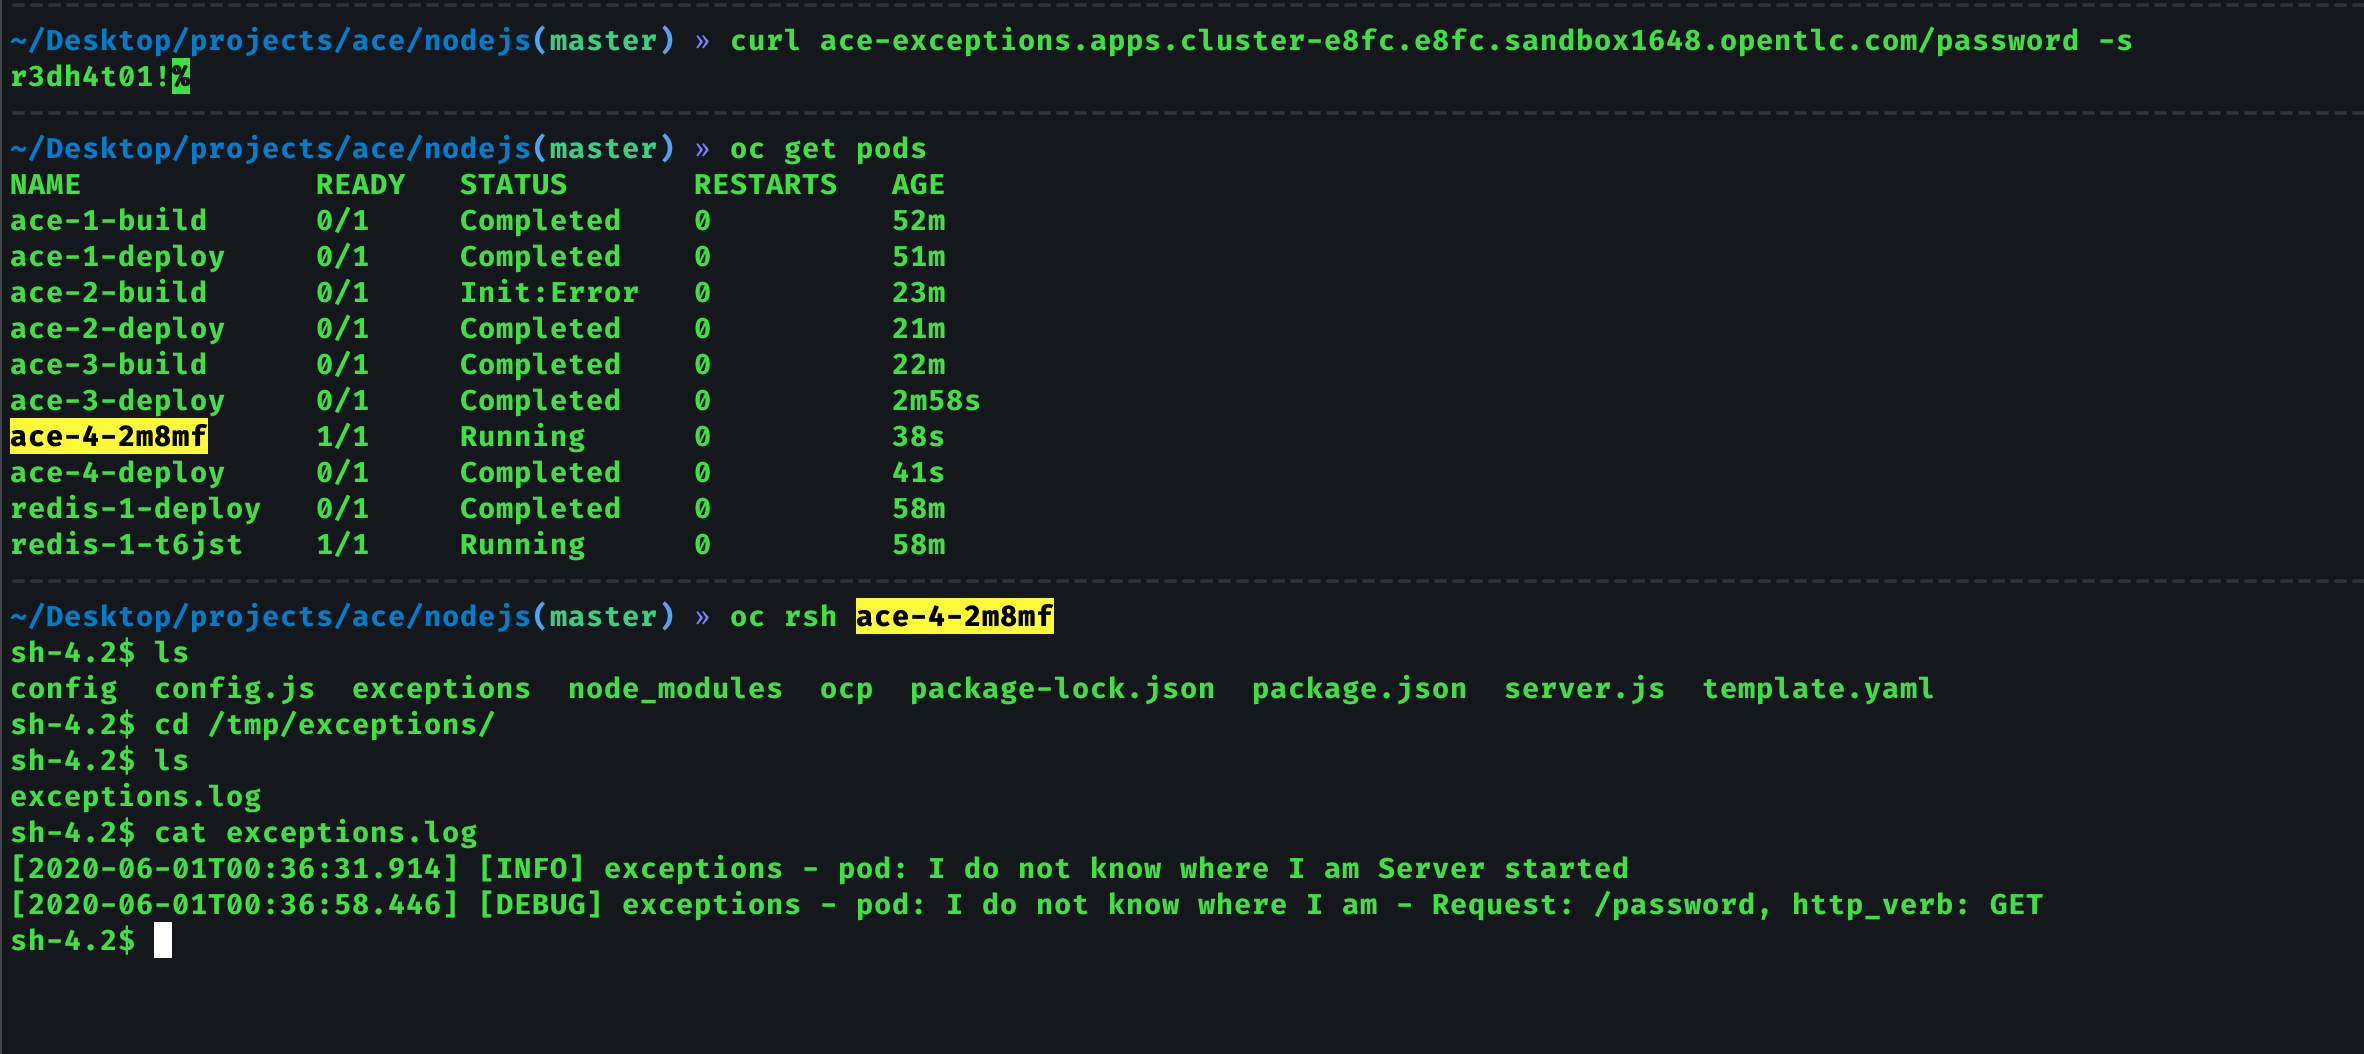 ~/Desktop/projects/ace/nodejs(master) » curl ace-exceptions.apps.cluster-e8fc.e8fc.sandbox1648.opentlc.com/password -s
r3dh4t01!%
~/Desktop/projects/ace/nodejs(master) » oc get pods
NAME             READY   STATUS       RESTARTS   AGE
ace-1-build      0/1     Completed    0          52m
ace-1-deploy     0/1     Completed    0          51m
ace-2-build      0/1     Init:Error   0          23m
ace-2-deploy     0/1     Completed    0          21m
ace-3-build      0/1     Completed    0          22m
ace-3-deploy     0/1     Completed    0          2m58s
ace-4-2m8mf      1/1     Running      0          38s
ace-4-deploy     0/1     Completed    0          41s
redis-1-deploy   0/1     Completed    0          58m
redis-1-t6jst    1/1     Running      0          58m
~/Desktop/projects/ace/nodejs(master) » oc rsh ace-4-2m8mf
sh-4.2$ ls
config  config.js  exceptions  node_modules  ocp  package-lock.json  package.json  server.js  template.yaml
sh-4.2$ cd /tmp/exceptions/
sh-4.2$ ls
exceptions.log
sh-4.2$ cat exceptions.log
[2020-06-01T00:36:31.914] [INFO] exceptions - pod: I do not know where I am Server started
[2020-06-01T00:36:58.446] [DEBUG] exceptions - pod: I do not know where I am - Request: /password, http_verb: GET
sh-4.2$